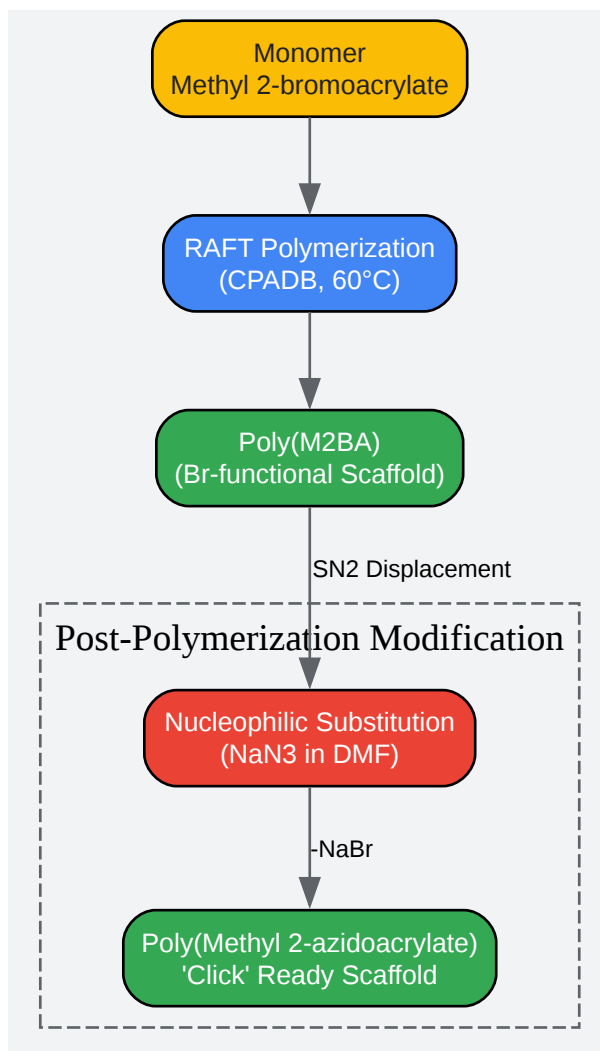 Monomer
Methyl 2-bromoacrylate
RAFT Polymerization
(CPADB, 60°C)
Poly(M2BA)
(Br-functional Scaffold)
SN2 Displacement
Post-Polymerization Modification
Nucleophilic Substitution
(NaN3 in DMF)
-NaBr
Poly(Methyl 2-azidoacrylate)
'Click' Ready Scaffold